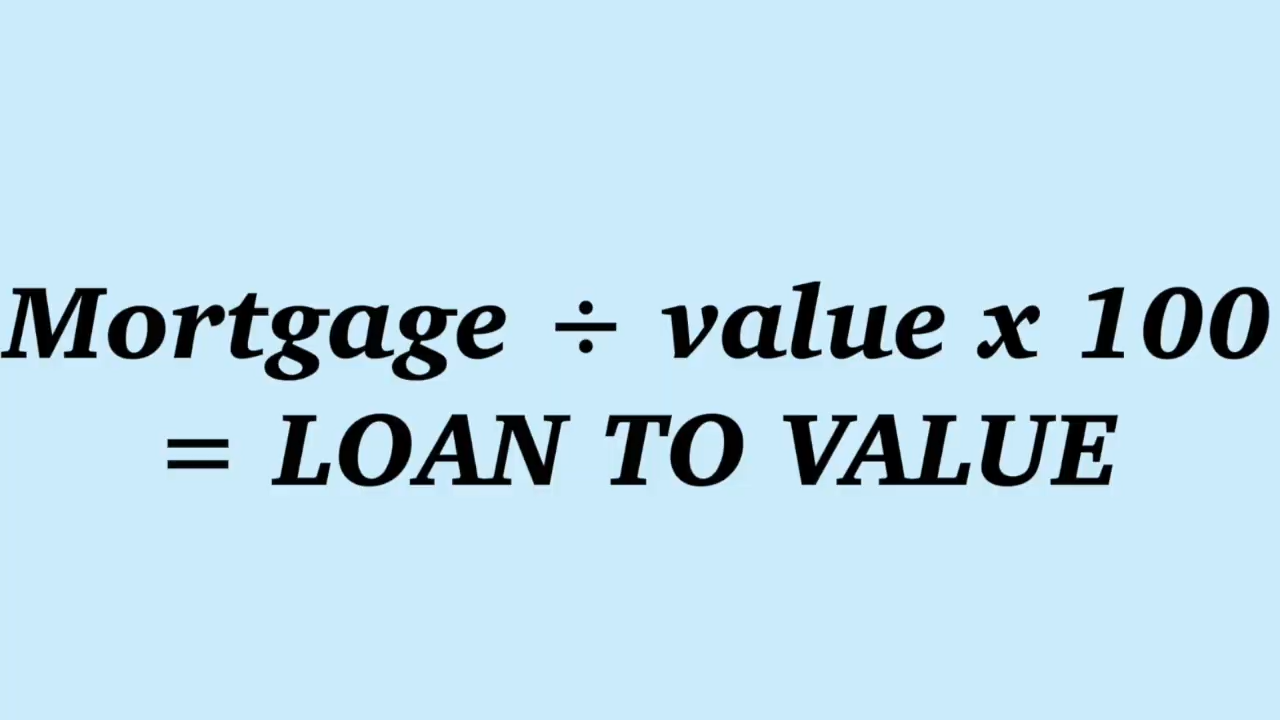 Mortgage ÷ value x 100
= LOAN TO VALUE